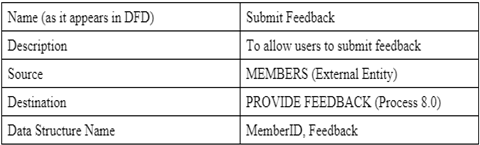 Name (as it appears in DFD) Submit Feedback
Description To allow users to submit feedback
Source MEMBERS (External Entity)
Destination PROVIDE FEEDBACK (Process 8.0)
Data Structure Name MemberID, Feedback